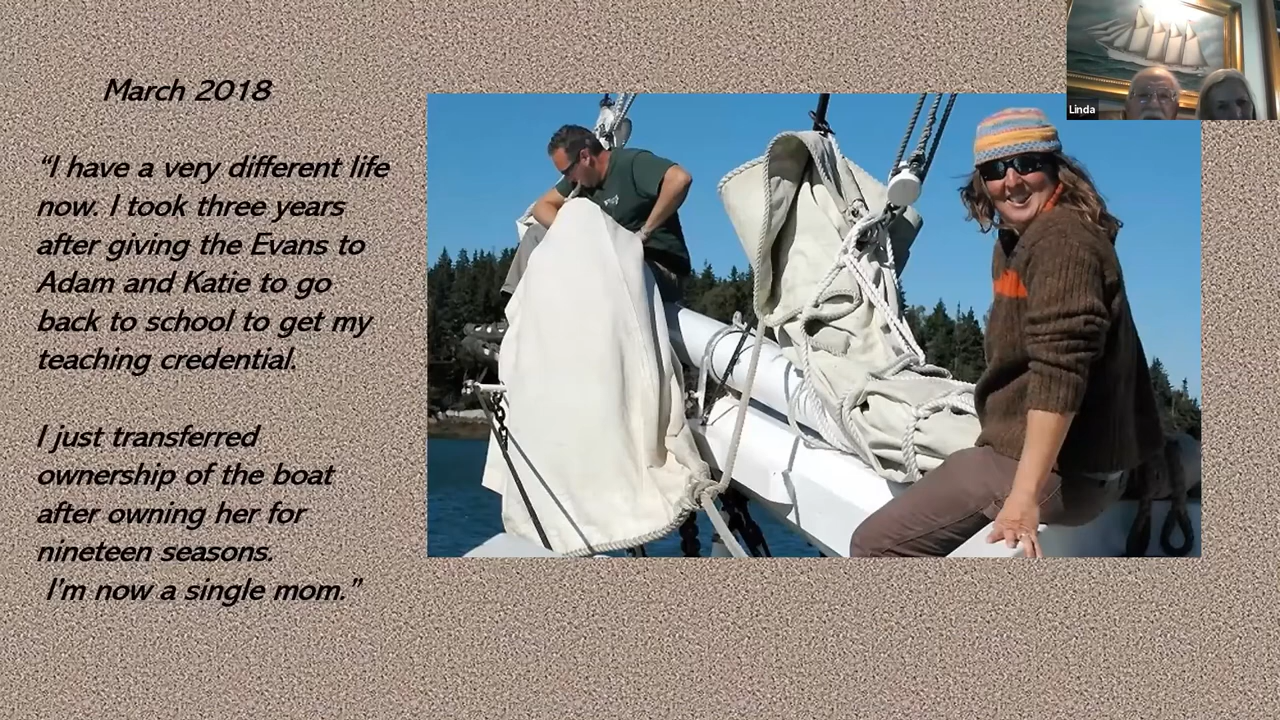 March 2018
“I have a very different life
now. I took three years
after giving the Evans to
Adam and Katie to go
back to school to get my
teaching credential.
I just transferred
ownership of the boat
after owning her for
nineteen seasons.
I'm now a single mom.”
Linda